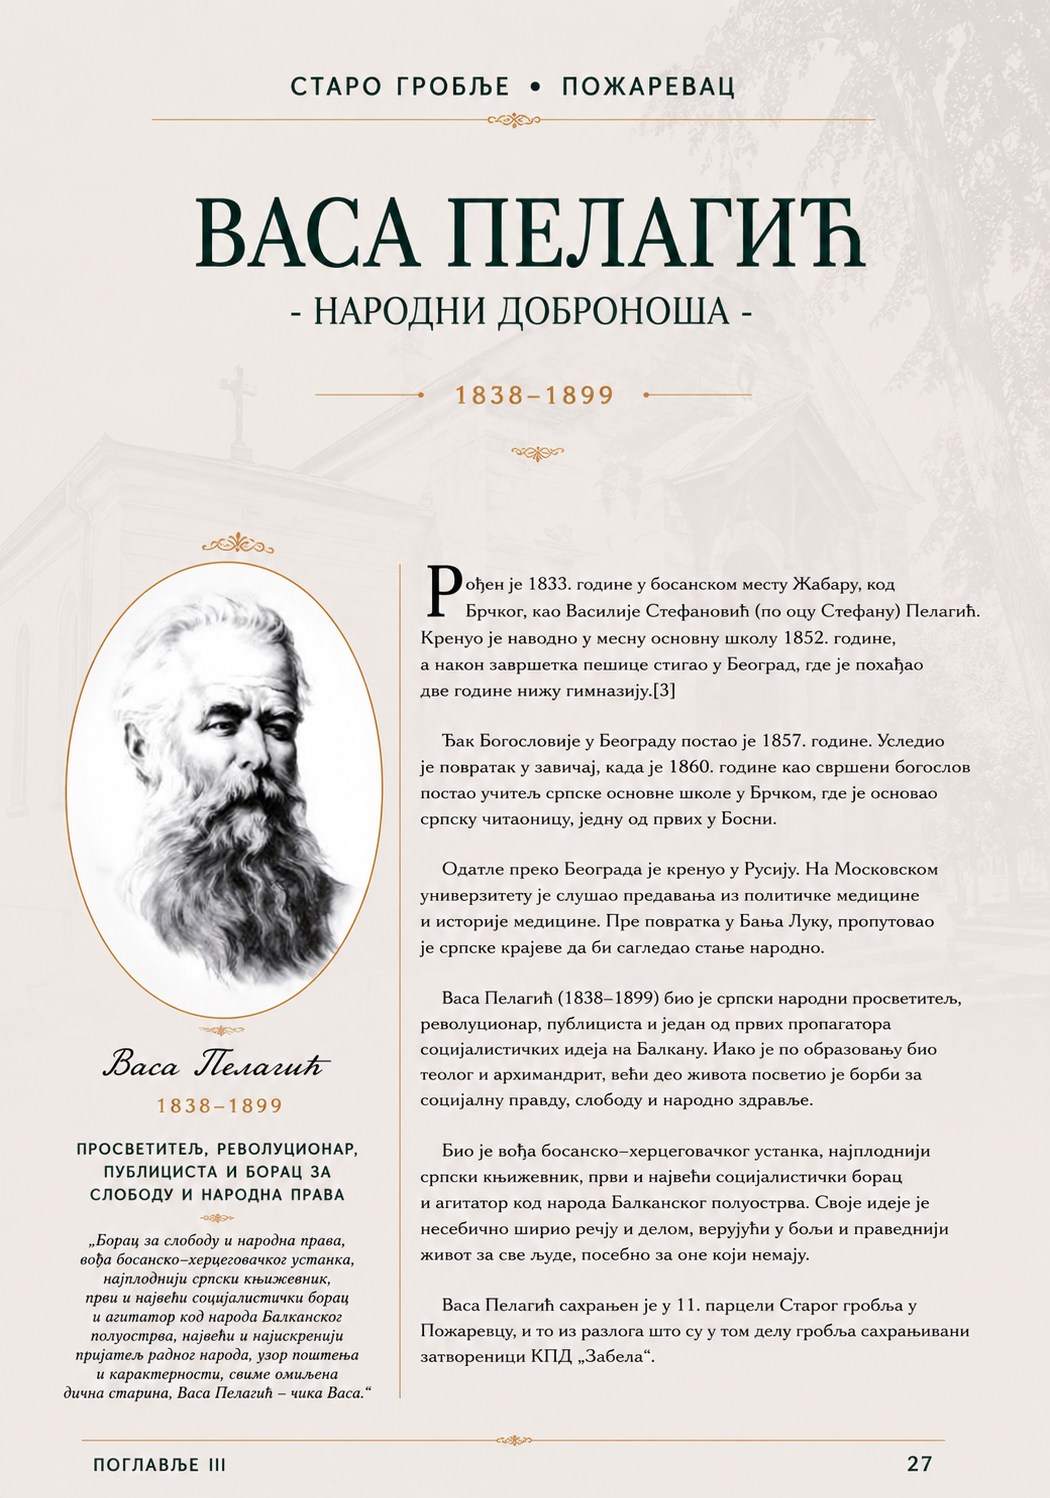 СТАРО ГРОБЉЕ • ПОЖАРЕВАЦ
ВАСА ПЕЛАГИЋ
- НАРОДНИ ДОБРОНОША -
1838–1899
Васа Пелагић
1838–1899
ПРОСВЕТИТЕЉ, РЕВОЛУЦИОНАР,
ПУБЛИЦИСТА И БОРАЦ ЗА
СЛОБОДУ И НАРОДНА ПРАВА
„Борац за слободу и народна права,
вођа босанско–херцеговачког устанка,
најплоднији српски књижевник,
први и највећи социјалистички борац
и агитатор код народа Балканског
полуострва, највећи и најискренији
пријатељ радног народа, узор поштења
и карактерности, свиме омиљена
дична старина, Васа Пелагић – чика Васа.“
Рођен је 1833. године у босанском месту Жабару, код
Брчког, као Василије Стефановић (по оцу Стефану) Пелагић.
Кренуо је наводно у месну основну школу 1852. године,
а након завршетка пешице стигао у Београд, где је похађао
две године нижу гимназију.[3]
Ђак Богословије у Београду постао је 1857. године. Уследио
је повратак у завичај, када је 1860. године као свршени богослов
постао учитељ српске основне школе у Брчком, где је основао
српску читаоницу, једну од првих у Босни.
Одатле преко Београда је кренуо у Русију. На Московском
универзитету је слушао предавања из политичке медицине
и историје медицине. Пре повратка у Бања Луку, пропутовао
је српске крајеве да би сагледао стање народно.
Васа Пелагић (1838–1899) био је српски народни просветитељ,
револуционар, публициста и један од првих пропагатора
социјалистичких идеја на Балкану. Иако је по образовању био
теолог и архимандрит, већи део живота посветио је борби за
социјалну правду, слободу и народно здравље.
Био је вођа босанско–херцеговачког устанка, најплоднији
српски књижевник, први и највећи социјалистички борац
и агитатор код народа Балканског полуострва. Своје идеје је
несебично ширио речју и делом, верујући у бољи и праведнији
живот за све људе, посебно за оне који немају.
Васа Пелагић сахрањен је у 11. парцели Старог гробља у
Пожаревцу, и то из разлога што су у том делу гробља сахрањивани
затвореници КПД „Забела“.
ПОГЛАВЉЕ III
27